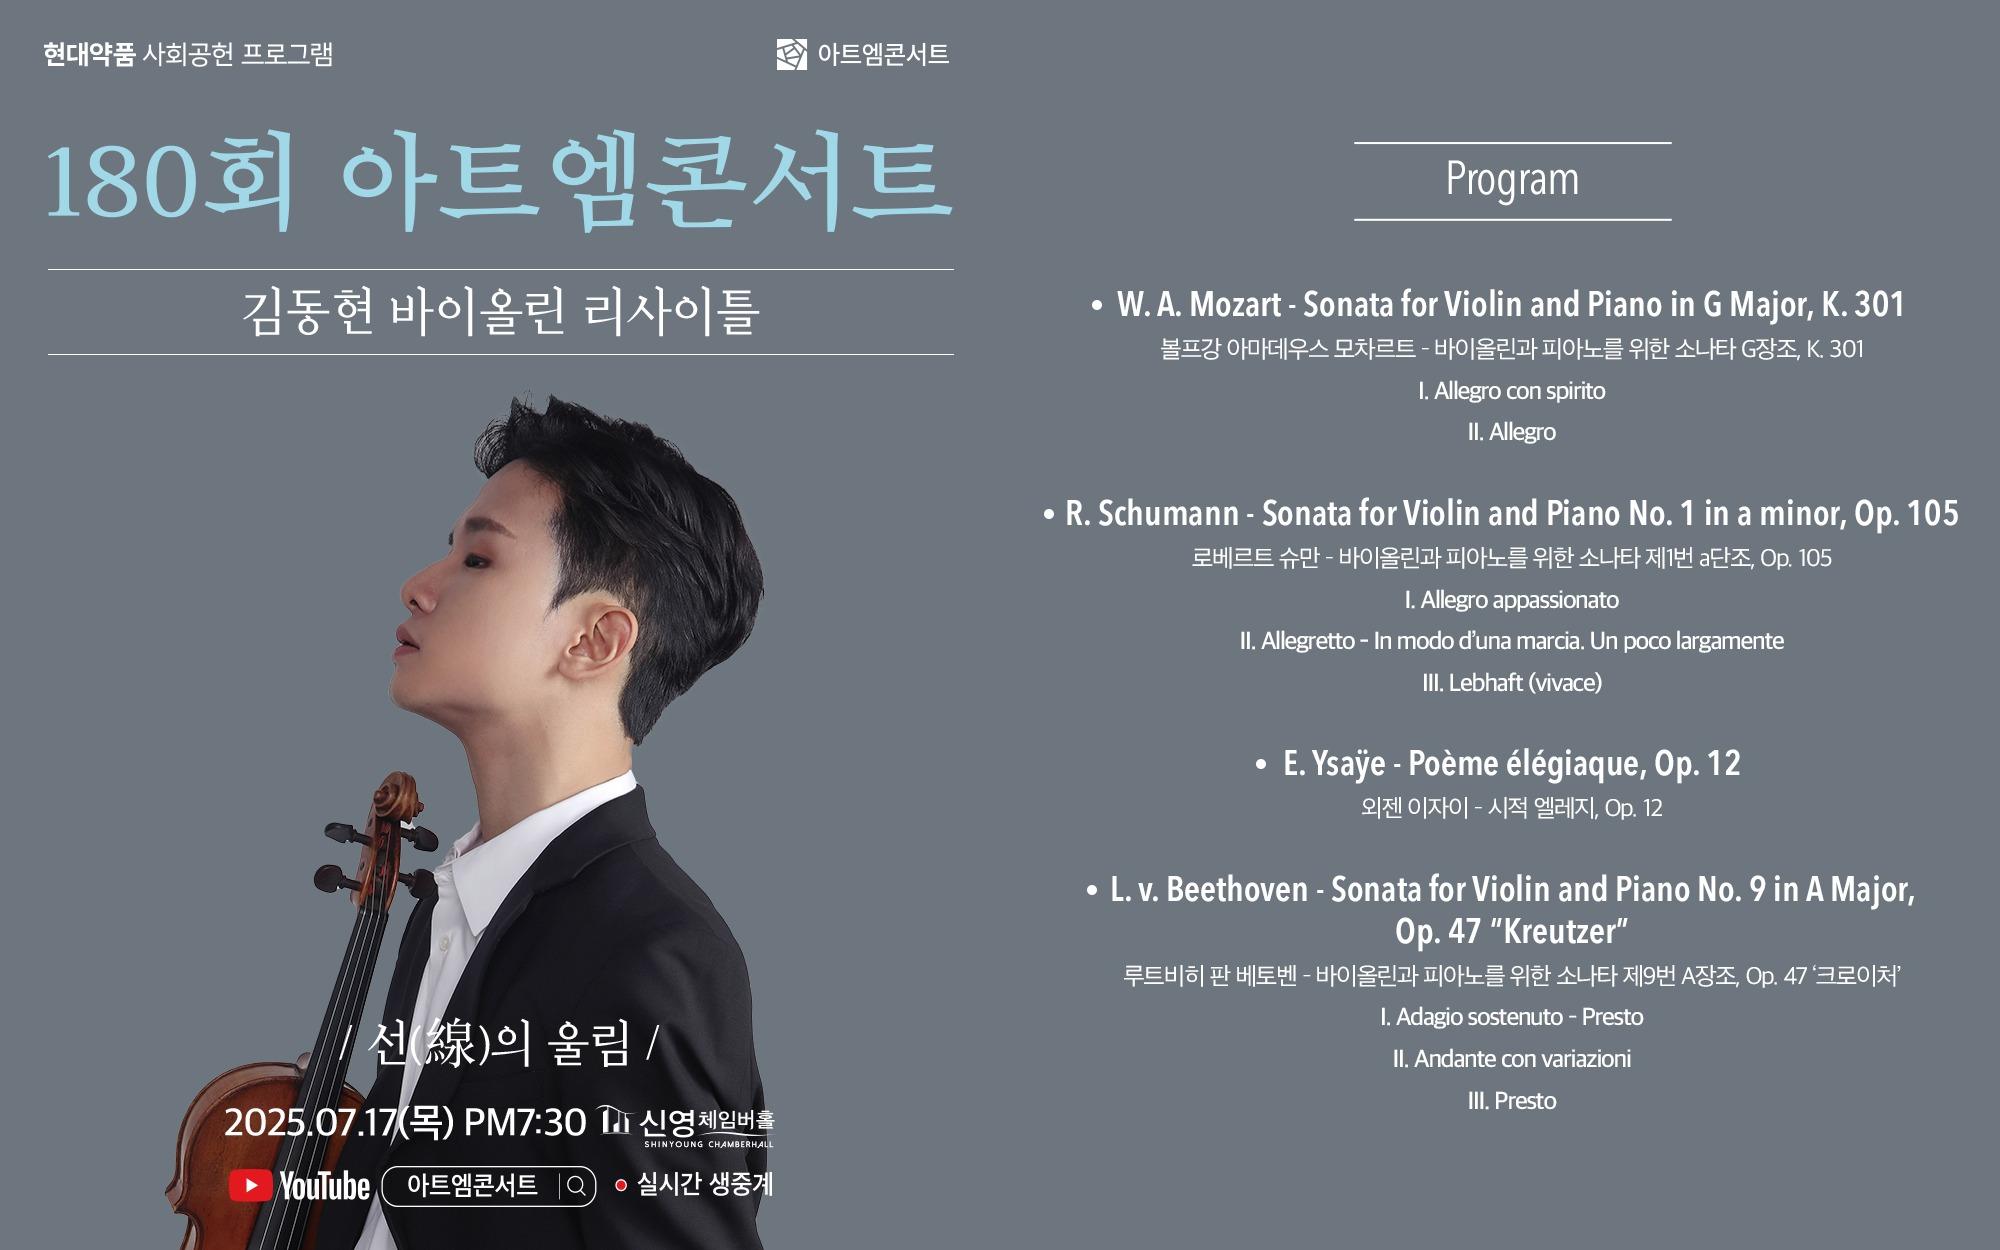 현대약품 사회공헌 프로그램
아트엠콘서트
180회 아트엠콘서트
김동현 바이올린 리사이틀
/ 선(線)의 울림 /
2025.07.17(목) PM7:30 신영체임버홀
SHINYOUNG CHAMBERHALL
YouTube 아트엠콘서트 실시간 생중계
Program
• W. A. Mozart - Sonata for Violin and Piano in G Major, K. 301
볼프강 아마데우스 모차르트 - 바이올린과 피아노를 위한 소나타 G장조, K. 301
I. Allegro con spirito
II. Allegro
• R. Schumann - Sonata for Violin and Piano No. 1 in a minor, Op. 105
로베르트 슈만 - 바이올린과 피아노를 위한 소나타 제1번 a단조, Op. 105
I. Allegro appassionato
II. Allegretto - In modo d’una marcia. Un poco largamente
III. Lebhaft (vivace)
• E. Ysaÿe - Poème élégiaque, Op. 12
외젠 이자이 - 시적 엘레지, Op. 12
• L. v. Beethoven - Sonata for Violin and Piano No. 9 in A Major,
Op. 47 “Kreutzer”
루트비히 판 베토벤 - 바이올린과 피아노를 위한 소나타 제9번 A장조, Op. 47 ‘크로이처’
I. Adagio sostenuto - Presto
II. Andante con variazioni
III. Presto